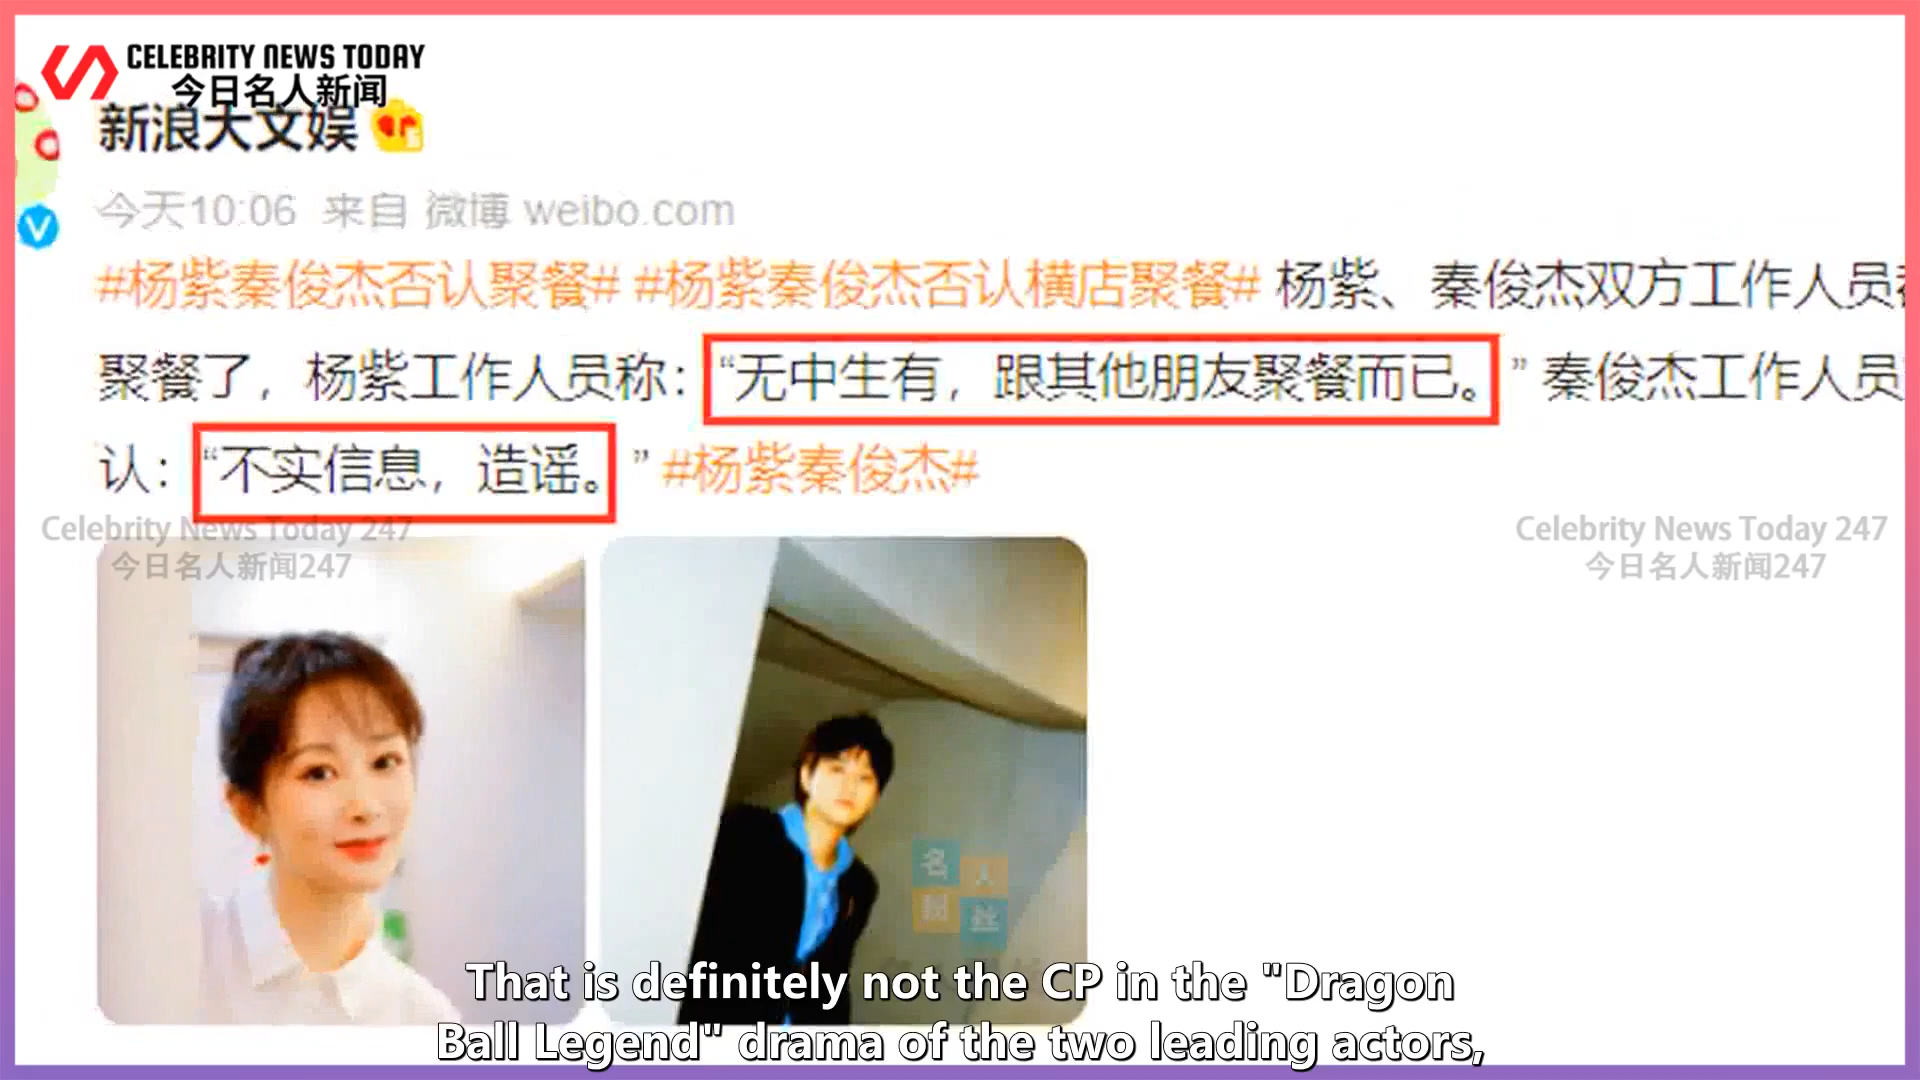 CELEBRITY NEWS TODAY
今日名人新闻
新浪大文娱
今天10:06 来自 微博 weibo.com
#杨紫秦俊杰否认聚餐# #杨紫秦俊杰否认横店聚餐# 杨紫、秦俊杰双方工作人员
聚餐了，杨紫工作人员称：“无中生有，跟其他朋友聚餐而已。”秦俊杰工作人员
认：“不实信息，造谣。”#杨紫秦俊杰#
Celebrity News Today 247
今日名人新闻247
Celebrity News Today 247
今日名人新闻247
名人
That is definitely not the CP in the "Dragon
Ball Legend" drama of the two leading actors,